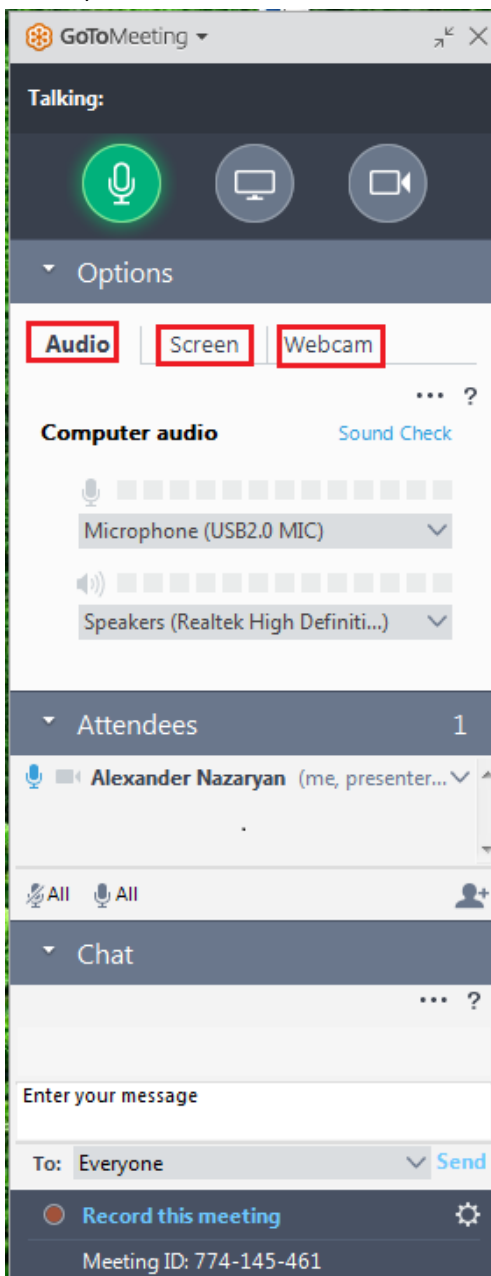 GoToMeeting
Talking:
Options
Audio Screen Webcam
... ?
Computer audio Sound Check
Microphone (USB2.0 MIC)
Speakers (Realtek High Definiti...)
Attendees 1
Alexander Nazaryan (me, presenter...
All All
Chat
... ?
Enter your message
To: Everyone Send
Record this meeting
Meeting ID: 774-145-461